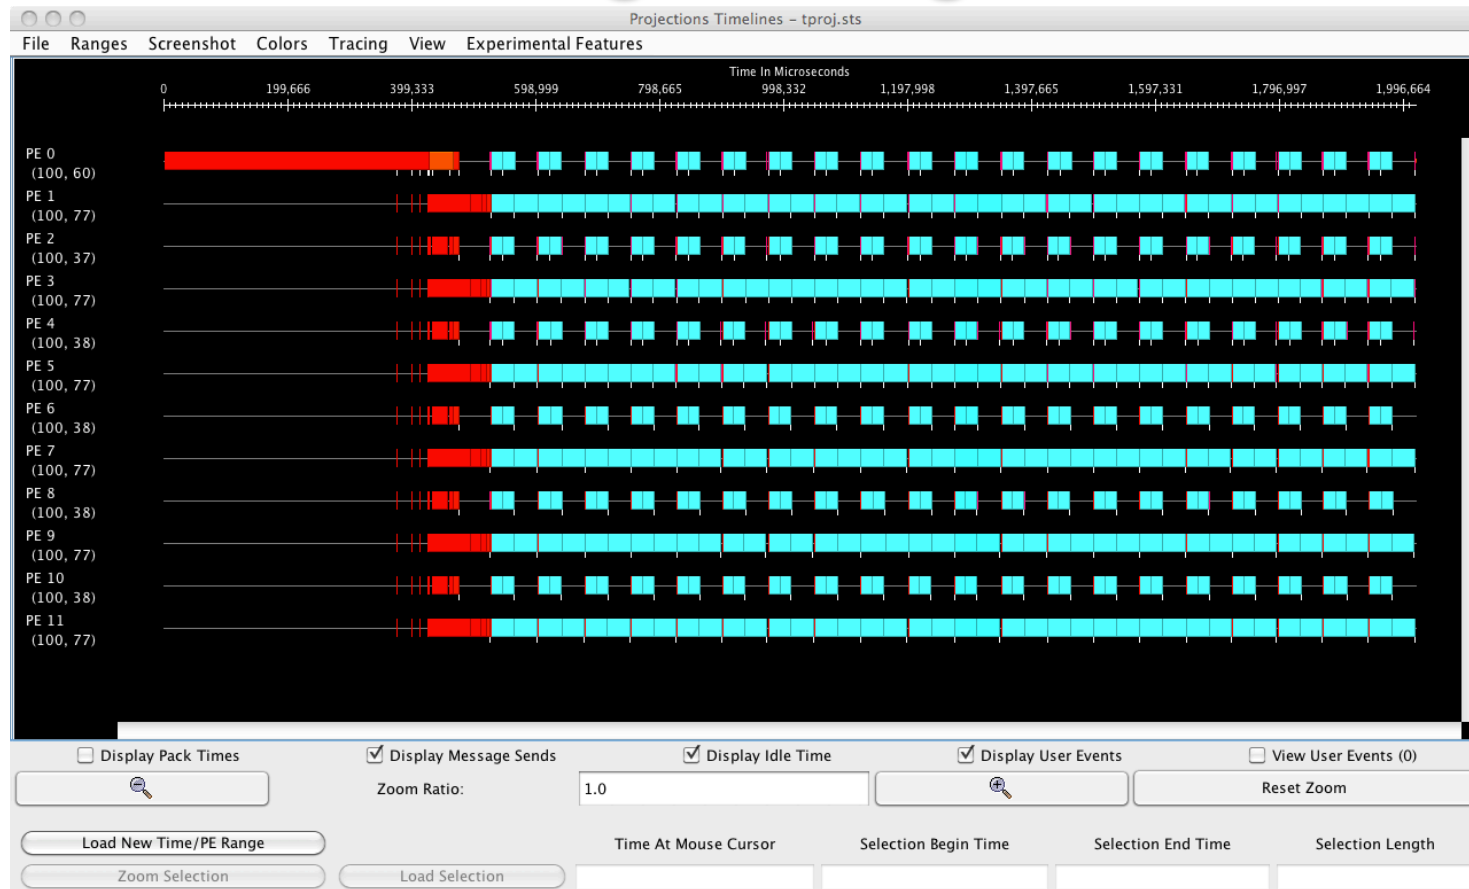 Projections Timelines – tproj.sts
File Ranges Screenshot Colors Tracing View Experimental Features
Time In Microseconds
0 199,666 399,333 598,999 798,665 998,332 1,197,998 1,397,665 1,597,331 1,796,997 1,996,664
PE 0
(100, 60)
PE 1
(100, 77)
PE 2
(100, 37)
PE 3
(100, 77)
PE 4
(100, 38)
PE 5
(100, 77)
PE 6
(100, 38)
PE 7
(100, 77)
PE 8
(100, 38)
PE 9
(100, 77)
PE 10
(100, 38)
PE 11
(100, 77)
Display Pack Times Display Message Sends Display Idle Time Display User Events View User Events (0)
Zoom Ratio: 1.0 Reset Zoom
Load New Time/PE Range Time At Mouse Cursor Selection Begin Time Selection End Time Selection Length
Zoom Selection Load Selection